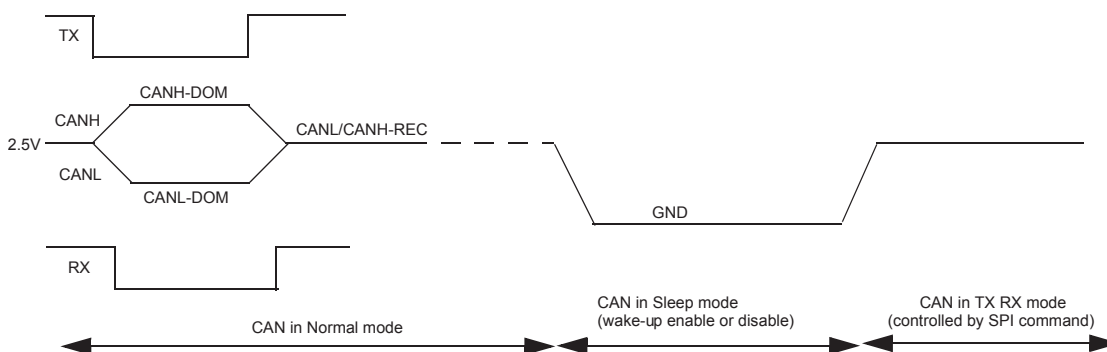 TX
CANH-DOM
CANH
CANL/CANH-REC
2.5V
CANL
CANL-DOM
GND
RX
CAN in Normal mode
CAN in Sleep mode
(wake-up enable or disable)
CAN in TX RX mode
(controlled by SPI command)